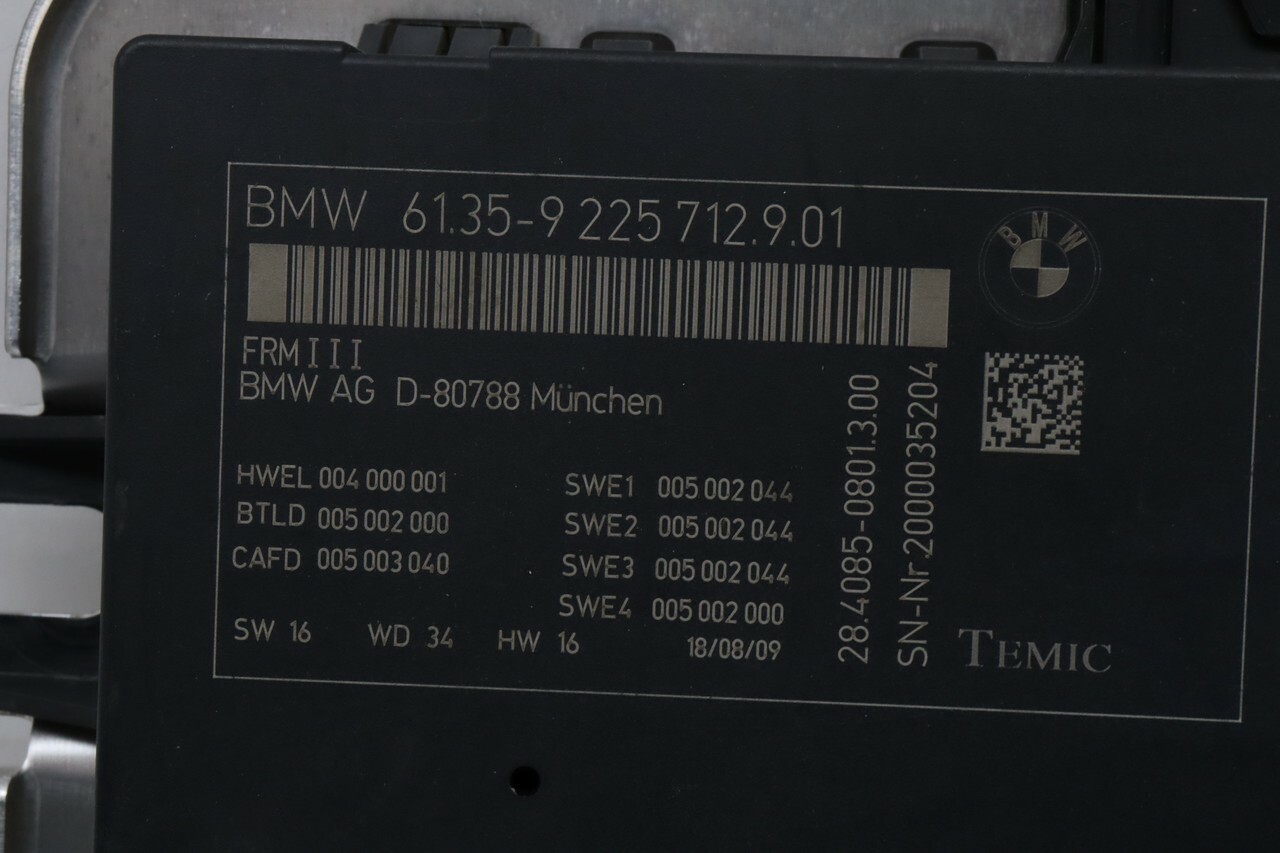 BMW 61.35-9 225 712.9.01
BMW
FRM III
BMW AG D-80788 München
HWEL 004 000 001
BTLD 005 002 000
CAFD 005 003 040
SWE1 005 002 044
SWE2 005 002 044
SWE3 005 002 044
SWE4 005 002 000
SW 16 WD 34 HW 16 18/08/09
28.4085-0801.3.00
SN-Nr.2000035204
TEMIC